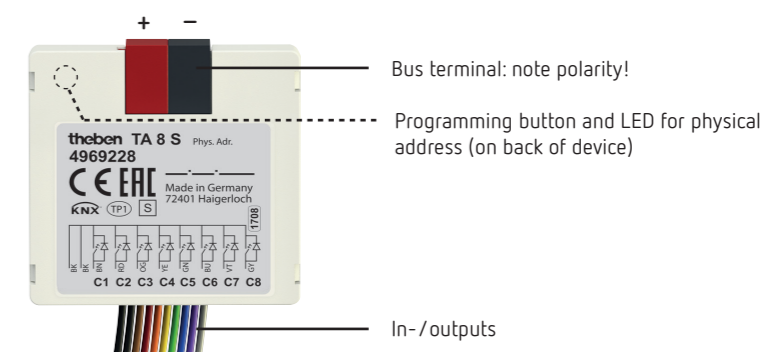 + –
Bus terminal: note polarity!
Programming button and LED for physical
address (on back of device)
theben TA 8 S Phys. Adr.
4969228
CE EAC
Made in Germany
72401 Haigerloch
KNX TP1 S
1708
BK BK BN RD OG YE GN BU VT GY
C1 C2 C3 C4 C5 C6 C7 C8
In-/outputs